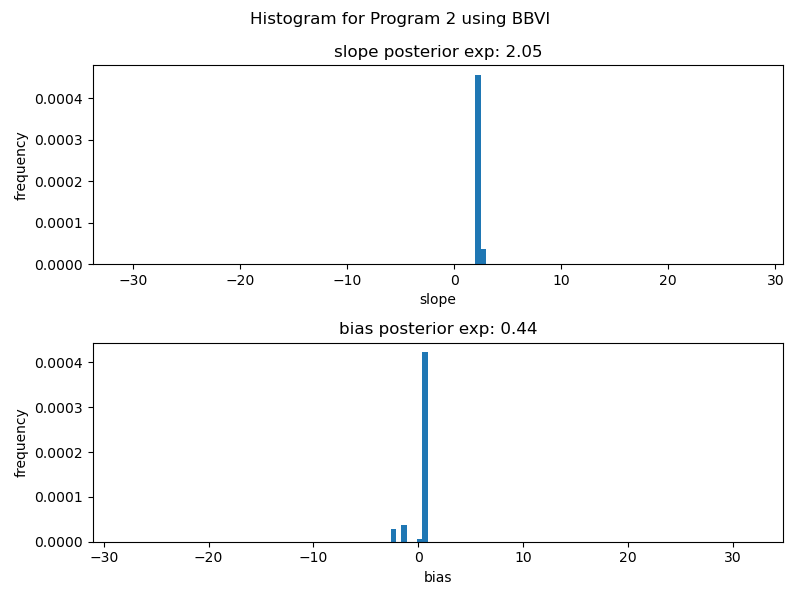 Histogram for Program 2 using BBVI
slope posterior exp: 2.05
frequency
0.0004
0.0003
0.0002
0.0001
0.0000
−30 −20 −10 0 10 20 30
slope
bias posterior exp: 0.44
frequency
0.0004
0.0003
0.0002
0.0001
0.0000
−30 −20 −10 0 10 20 30
bias